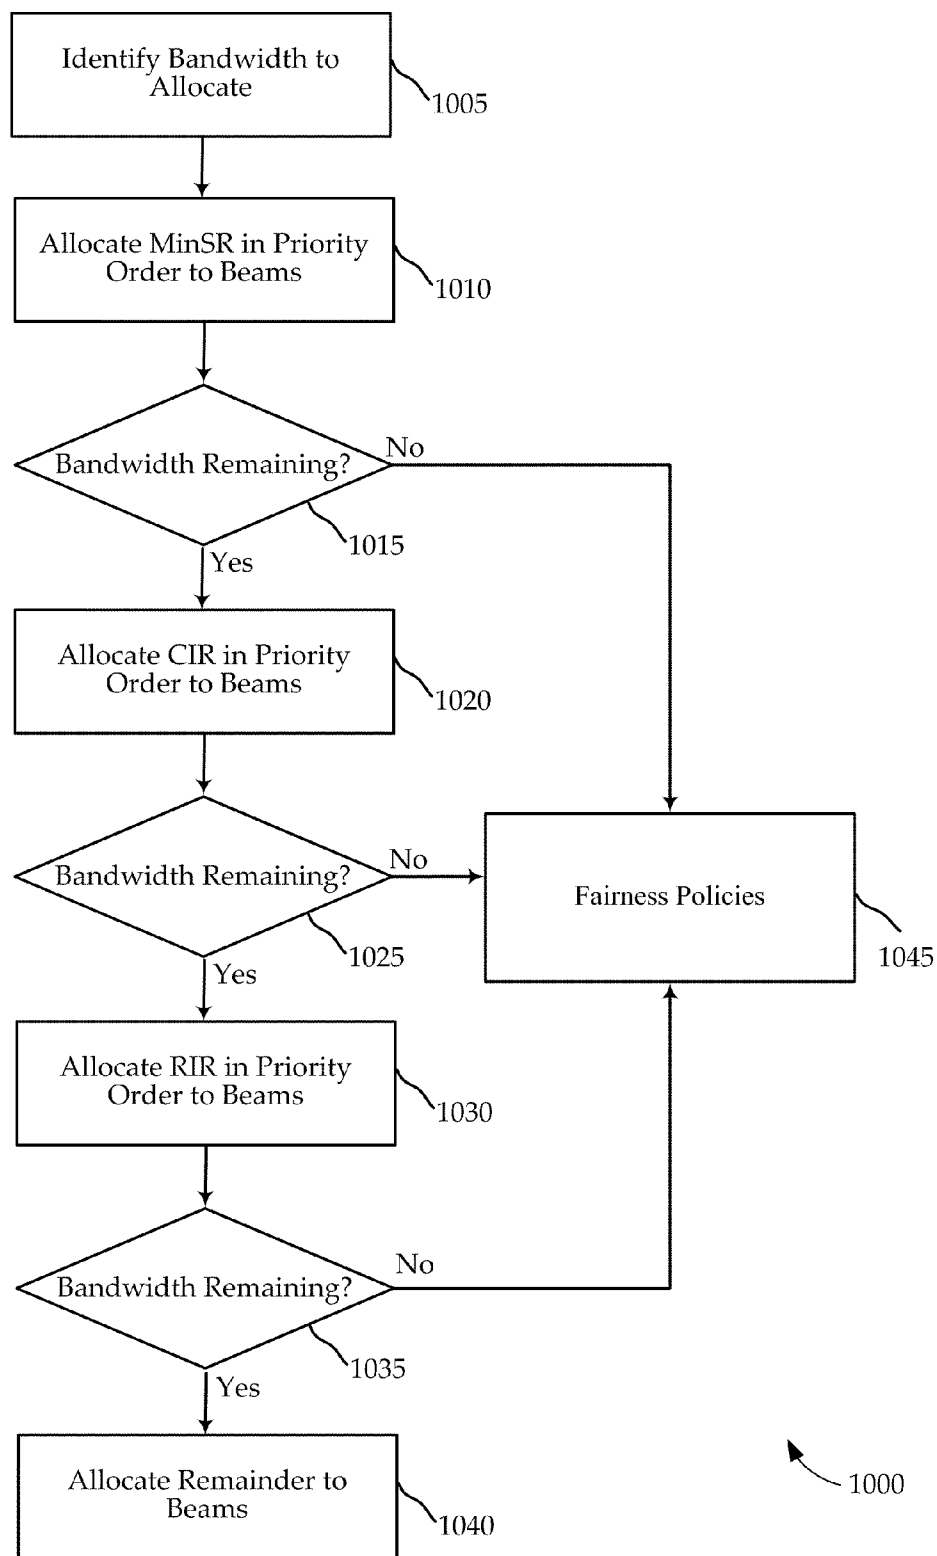 Identify Bandwidth to
Allocate
1005
Allocate MinSR in Priority
Order to Beams
1010
Bandwidth Remaining?
No
1015
Yes
Allocate CIR in Priority
Order to Beams
1020
Bandwidth Remaining?
No
1025
Yes
Fairness Policies
1045
Allocate RIR in Priority
Order to Beams
1030
Bandwidth Remaining?
No
1035
Yes
Allocate Remainder to
Beams
1040
1000